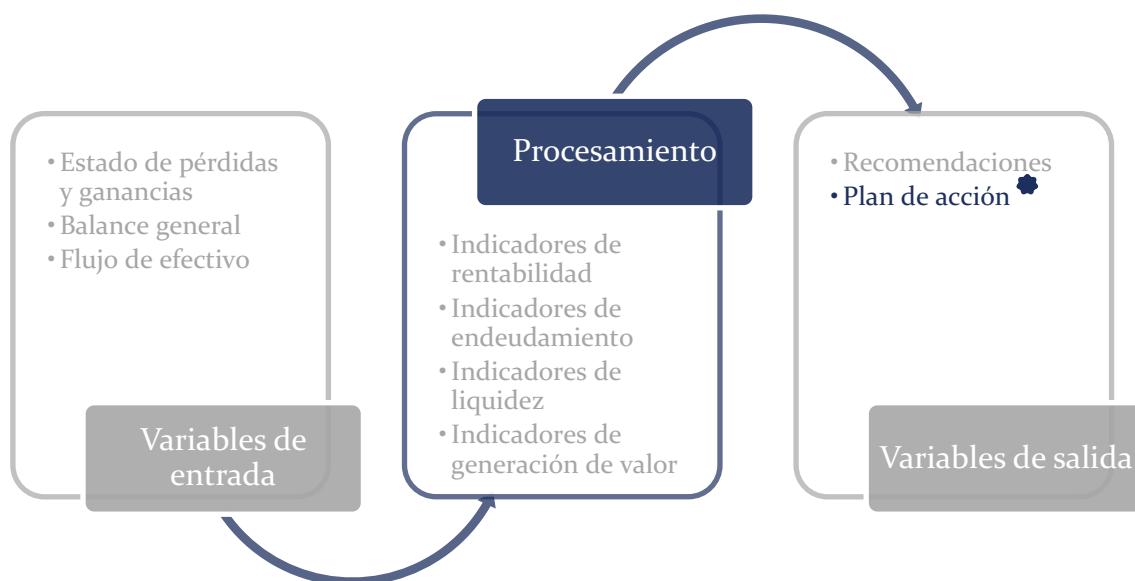 • Estado de pérdidas
y ganancias
• Balance general
• Flujo de efectivo
Variables de
entrada
Procesamiento
• Indicadores de
rentabilidad
• Indicadores de
endeudamiento
• Indicadores de
liquidez
• Indicadores de
generación de valor
• Recomendaciones
• Plan de acción
Variables de salida